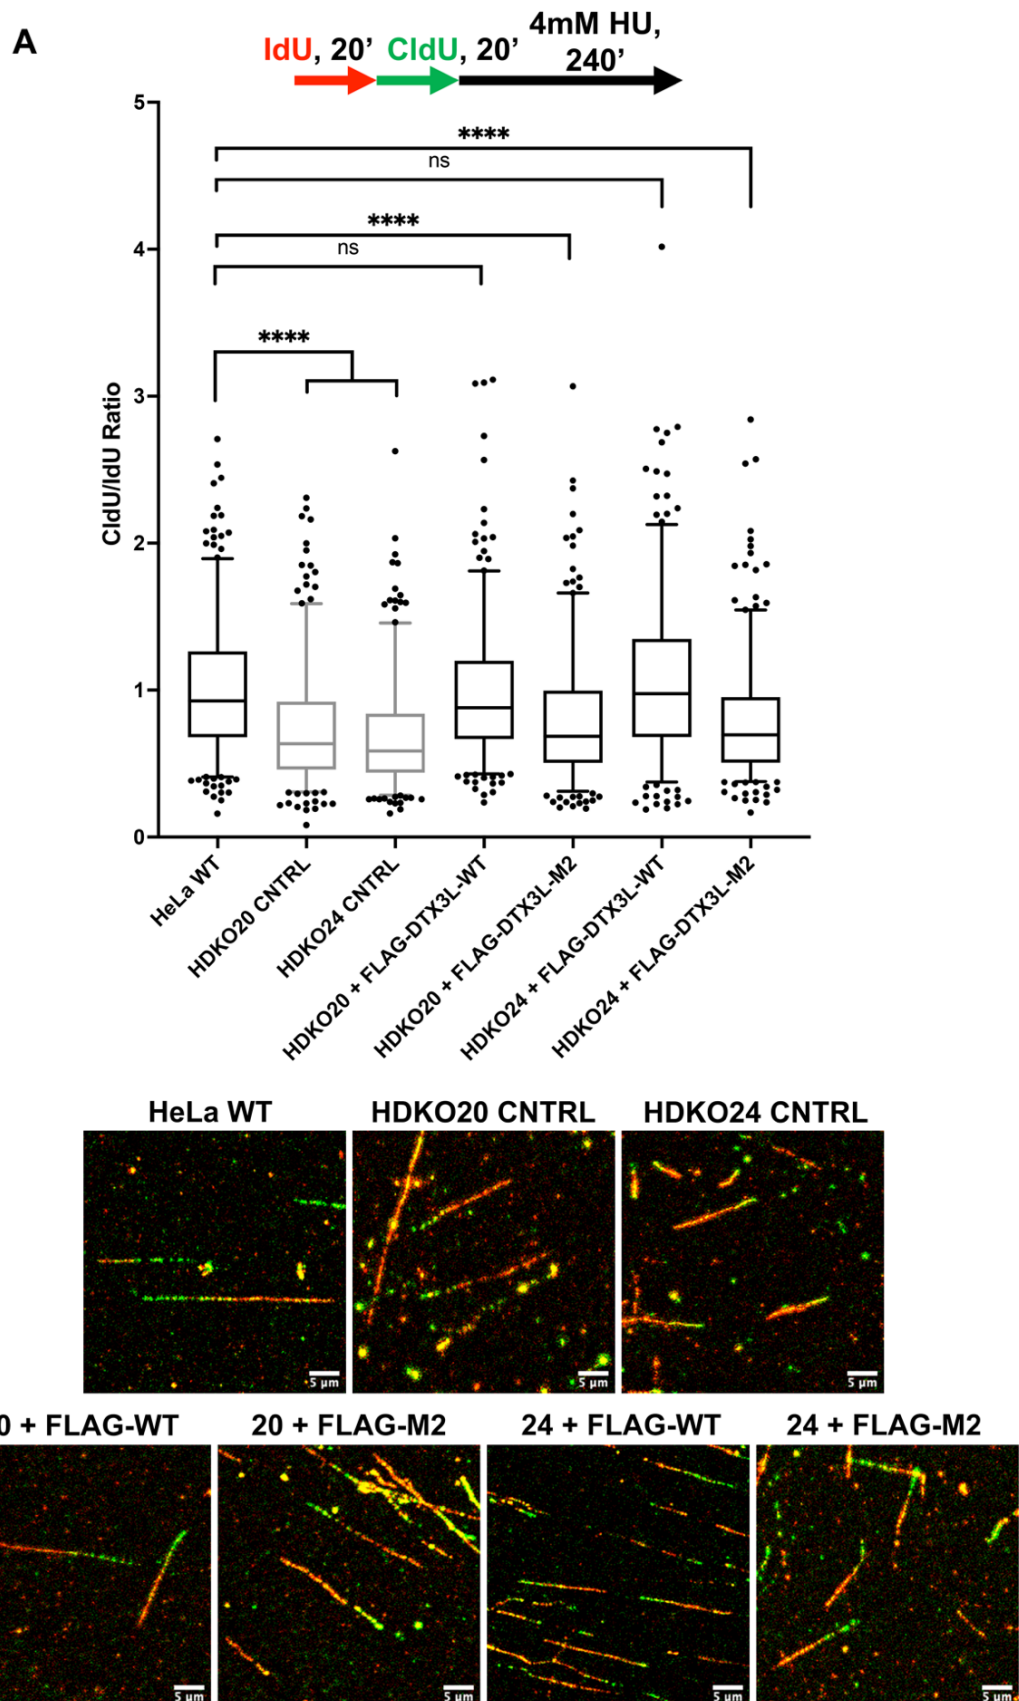 A
IdU, 20’ CldU, 20’ 4mM HU, 240’
5
4
3
2
1
0
CldU/IdU Ratio
****
ns
****
ns
****
HeLa WT
HDKO20 CNTRL
HDKO24 CNTRL
HDKO20 + FLAG-DTX3L-WT
HDKO20 + FLAG-DTX3L-M2
HDKO24 + FLAG-DTX3L-WT
HDKO24 + FLAG-DTX3L-M2
HeLa WT
HDKO20 CNTRL
HDKO24 CNTRL
5 µm
5 µm
5 µm
0 + FLAG-WT
20 + FLAG-M2
24 + FLAG-WT
24 + FLAG-M2
5 µm
5 µm
5 µm
5 µm